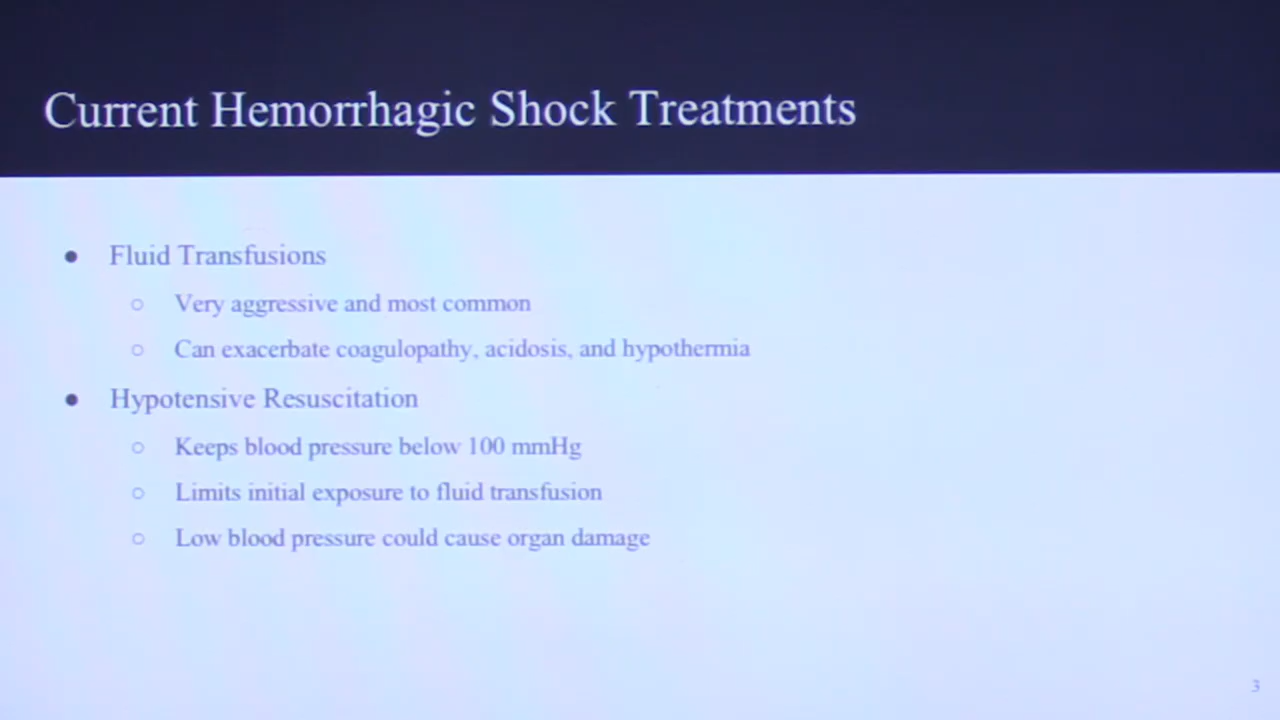 Current Hemorrhagic Shock Treatments
● Fluid Transfusions
○ Very aggressive and most common
○ Can exacerbate coagulopathy, acidosis, and hypothermia
● Hypotensive Resuscitation
○ Keeps blood pressure below 100 mmHg
○ Limits initial exposure to fluid transfusion
○ Low blood pressure could cause organ damage
3